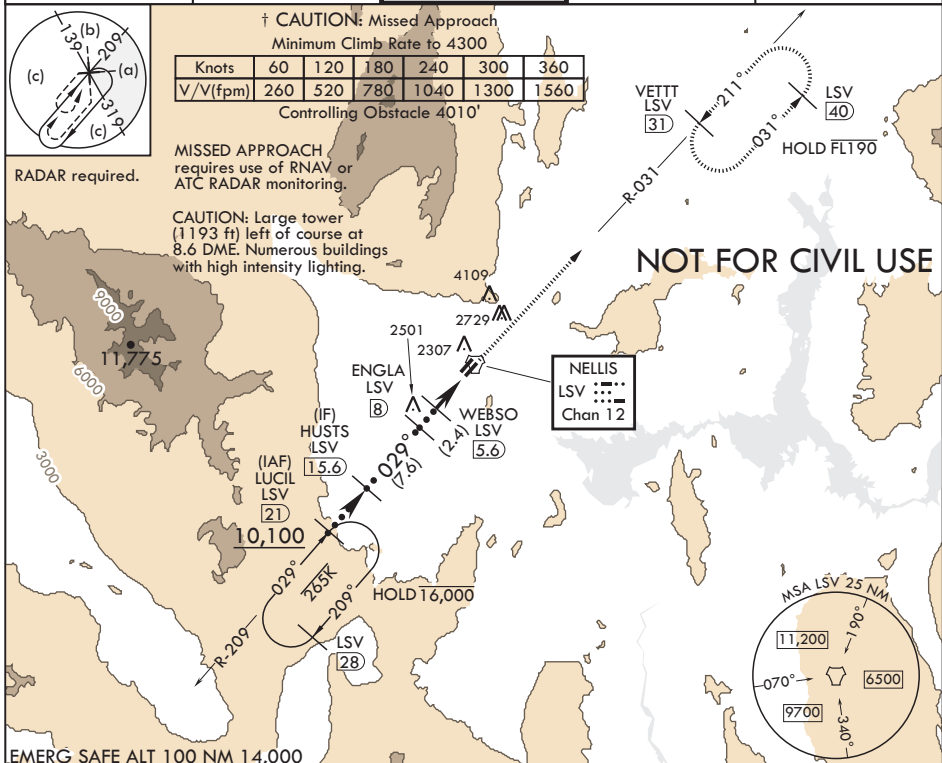 † CAUTION: Missed Approach
Minimum Climb Rate to 4300
Knots 60 120 180 240 300 360
V/V(fpm) 260 520 780 1040 1300 1560
Controlling Obstacle 4010'
139
(b)
209
(c)
(a)
319
(c)
RADAR required.
MISSED APPROACH
requires use of RNAV or
ATC RADAR monitoring.
CAUTION: Large tower
(1193 ft) left of course at
8.6 DME. Numerous buildings
with high intensity lighting.
VETTT
LSV
31
211°
031°
LSV
40
HOLD FL190
R-031
NOT FOR CIVIL USE
9000
11,775
6000
3000
4109
2729
2501
2307
NELLIS
LSV
Chan 12
ENGLA
LSV
8
WEBSO
LSV
5.6
(IF)
HUSTS
LSV
15.6
029°
(7.6)
(2.4)
(IAF)
LUCIL
LSV
21
10,100
029°
265K
209°
HOLD 16,000
R-209
LSV
28
MSA LSV 25 NM
190°
11,200
070°
6500
9700
340°
EMERG SAFE ALT 100 NM 14,000